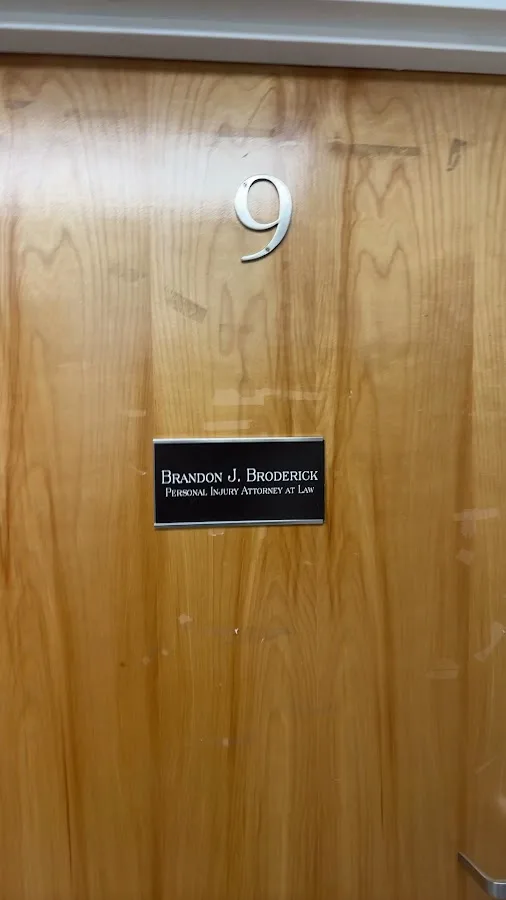 9
BRANDON J. BRODERICK
PERSONAL INJURY ATTORNEY AT LAW